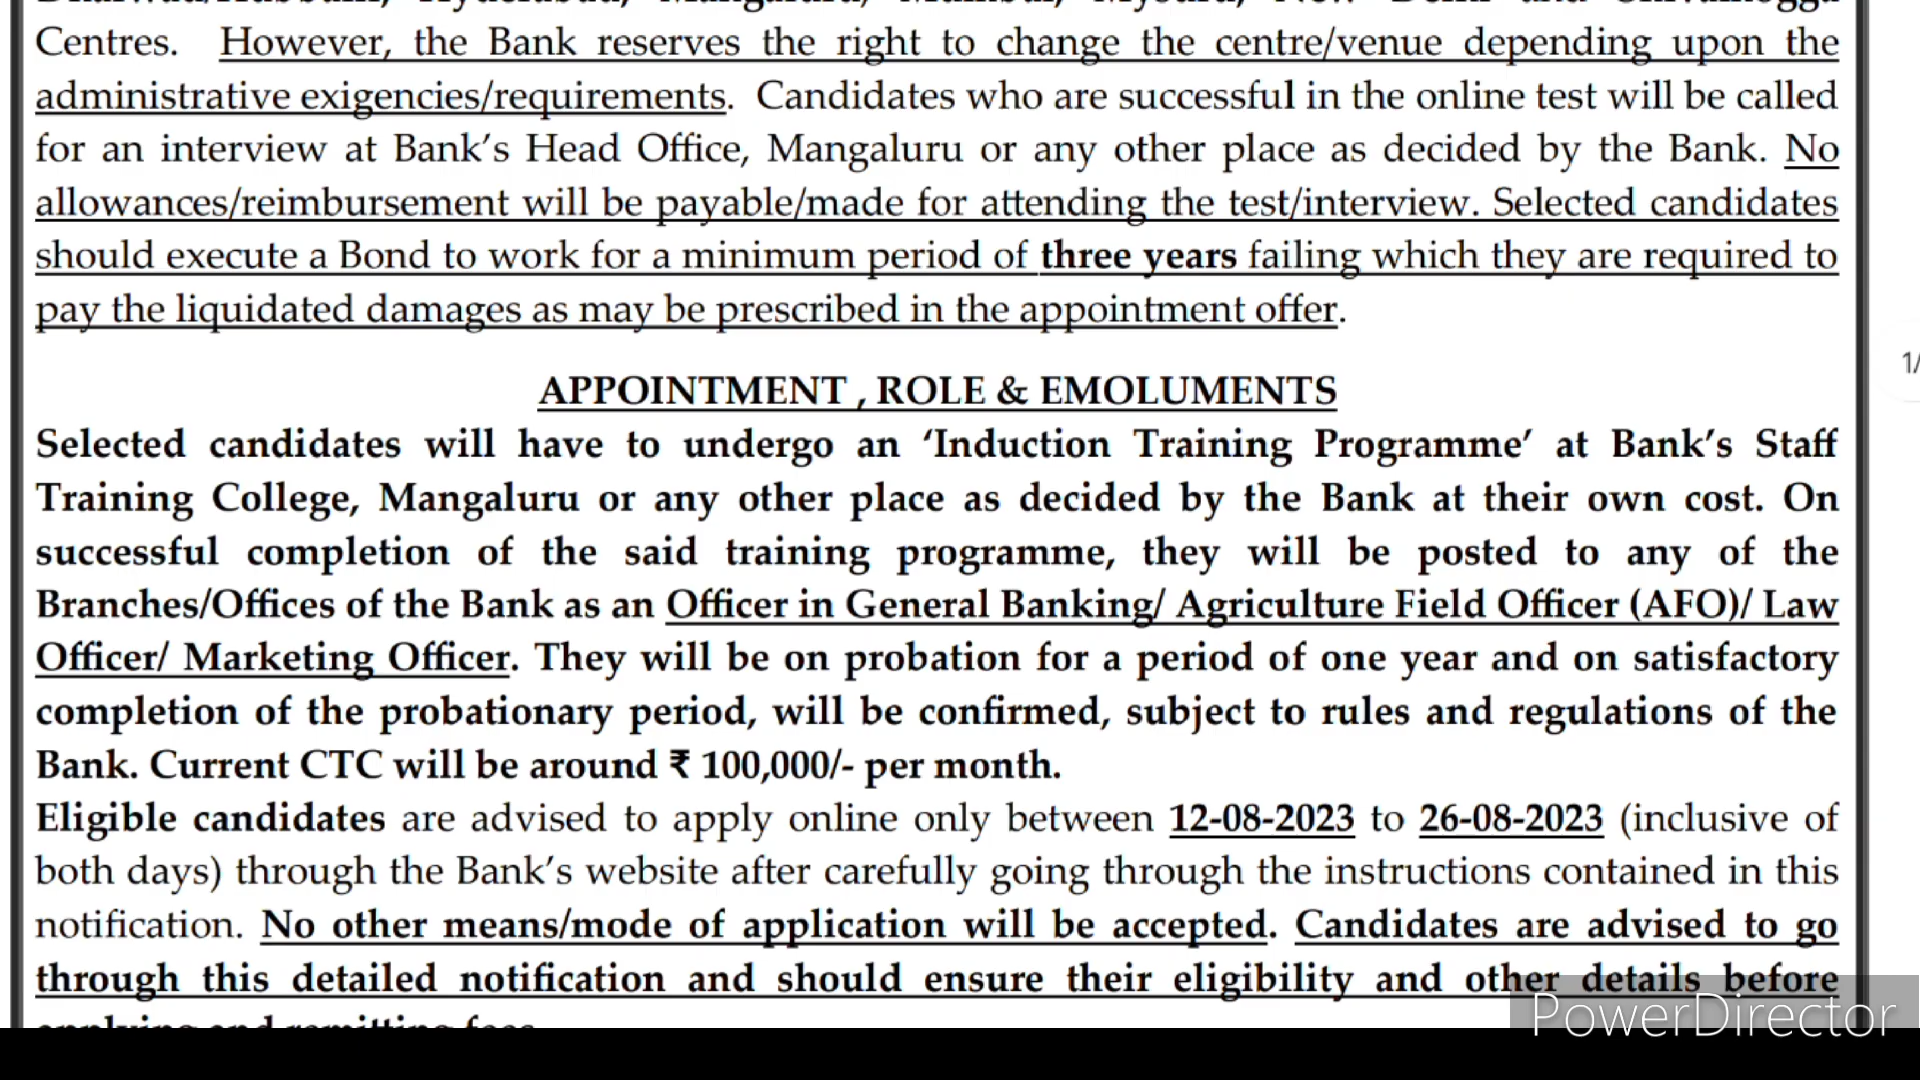 Centres. However, the Bank reserves the right to change the centre/venue depending upon the
administrative exigencies/requirements. Candidates who are successful in the online test will be called
for an interview at Bank’s Head Office, Mangaluru or any other place as decided by the Bank. No
allowances/reimbursement will be payable/made for attending the test/interview. Selected candidates
should execute a Bond to work for a minimum period of three years failing which they are required to
pay the liquidated damages as may be prescribed in the appointment offer.
1/
APPOINTMENT , ROLE & EMOLUMENTS
Selected candidates will have to undergo an ‘Induction Training Programme’ at Bank’s Staff
Training College, Mangaluru or any other place as decided by the Bank at their own cost. On
successful completion of the said training programme, they will be posted to any of the
Branches/Offices of the Bank as an Officer in General Banking/ Agriculture Field Officer (AFO)/ Law
Officer/ Marketing Officer. They will be on probation for a period of one year and on satisfactory
completion of the probationary period, will be confirmed, subject to rules and regulations of the
Bank. Current CTC will be around ₹ 100,000/- per month.
Eligible candidates are advised to apply online only between 12-08-2023 to 26-08-2023 (inclusive of
both days) through the Bank’s website after carefully going through the instructions contained in this
notification. No other means/mode of application will be accepted. Candidates are advised to go
through this detailed notification and should ensure their eligibility and other details before
PowerDirector